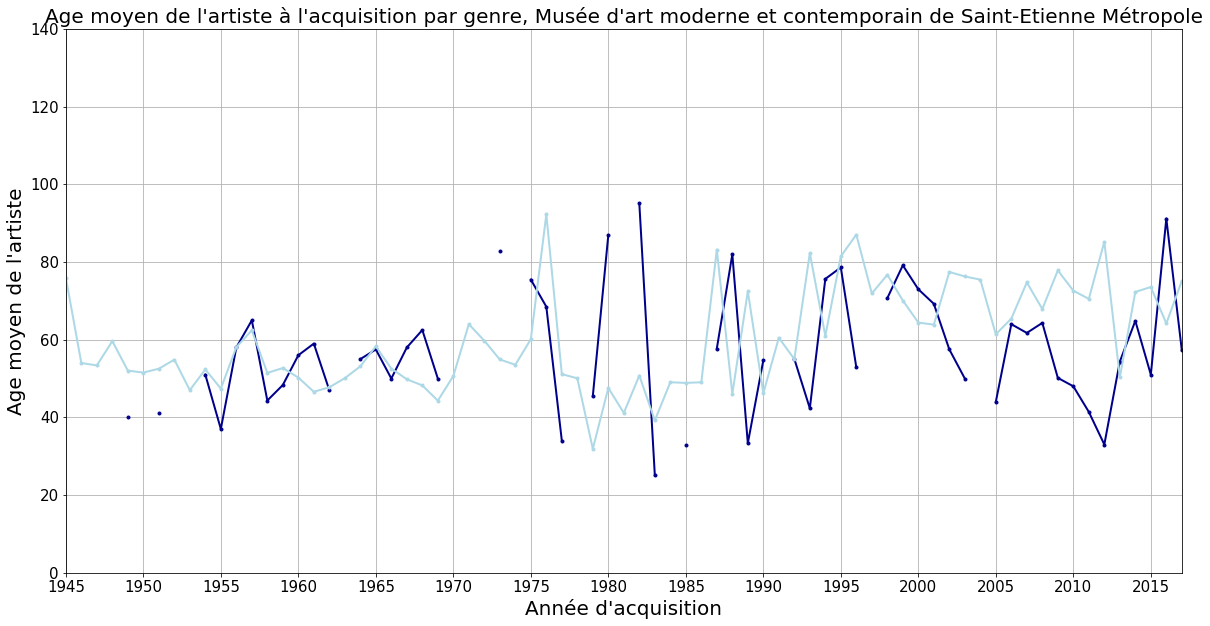 Age moyen de l'artiste à l'acquisition par genre, Musée d'art moderne et contemporain de Saint-Etienne Métropole
140
120
100
80
60
40
20
0
Age moyen de l'artiste
1945 1950 1955 1960 1965 1970 1975 1980 1985 1990 1995 2000 2005 2010 2015
Année d'acquisition